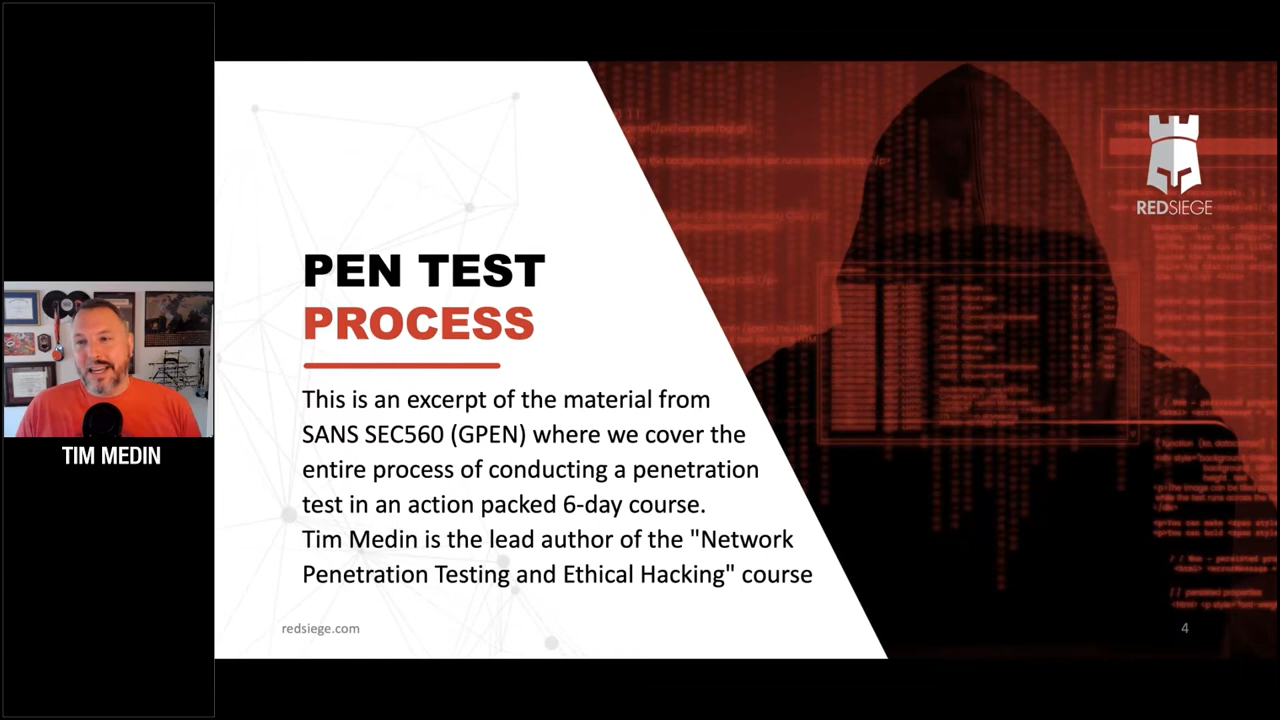 TIM MEDIN
PEN TEST
PROCESS
This is an excerpt of the material from
SANS SEC560 (GPEN) where we cover the
entire process of conducting a penetration
test in an action packed 6-day course.
Tim Medin is the lead author of the "Network
Penetration Testing and Ethical Hacking" course
redsiege.com
REDSIEGE
4